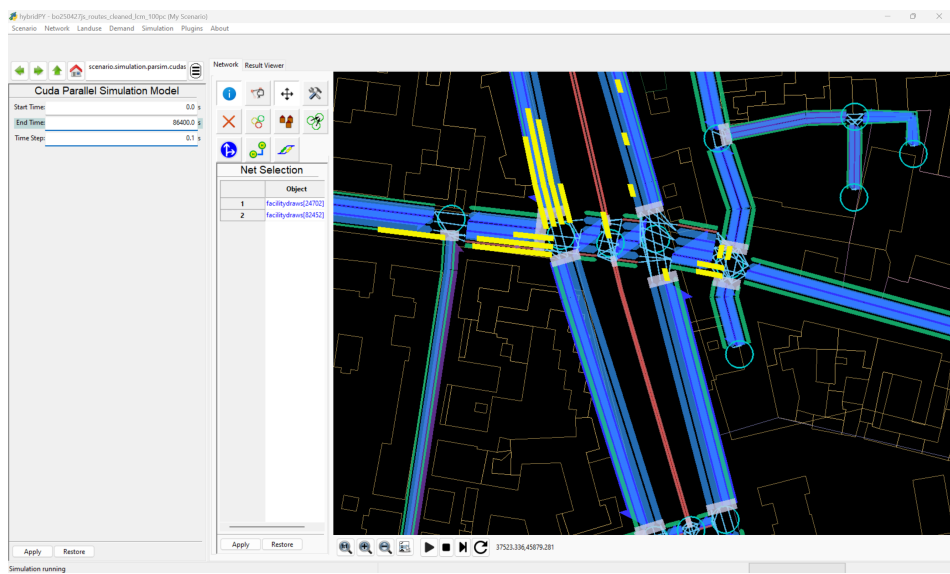 hybridPY - bo250427js_routes_cleaned_lcm_100pc (My Scenario)
Scenario Network Landuse Demand Simulation Plugins About
scenario.simulation.parsim.cudas
Cuda Parallel Simulation Model
Start Time: 0.0 s
End Time: 86400.0 s
Time Step: 0.1 s
Apply Restore
Network Result Viewer
Net Selection
Object
1 facilitydraws[24702]
2 facilitydraws[82452]
Apply Restore
37523.336,45879.281
Simulation running